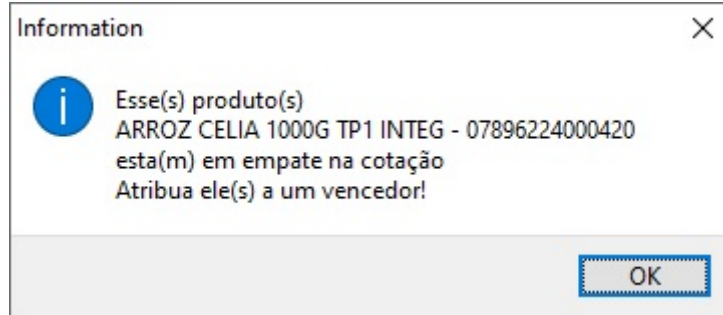 Information
Esse(s) produto(s)
ARROZ CELIA 1000G TP1 INTEG - 07896224000420
esta(m) em empate na cotação
Atribua ele(s) a um vencedor!
OK